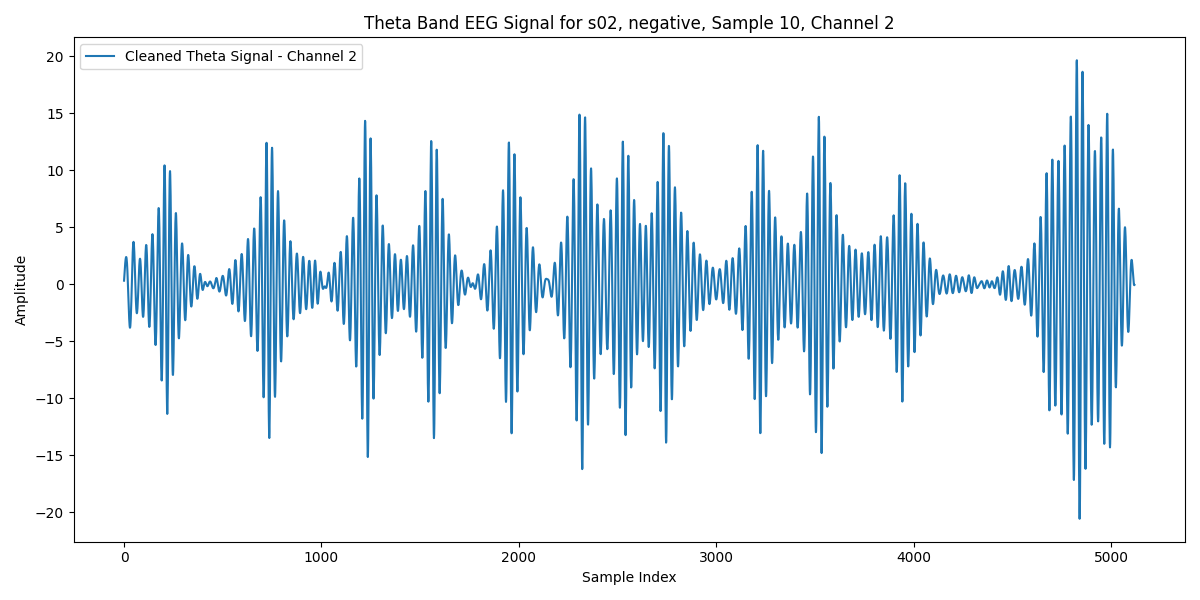 Theta Band EEG Signal for s02, negative, Sample 10, Channel 2
Cleaned Theta Signal - Channel 2
Amplitude
20
15
10
5
0
−5
−10
−15
−20
0 1000 2000 3000 4000 5000
Sample Index